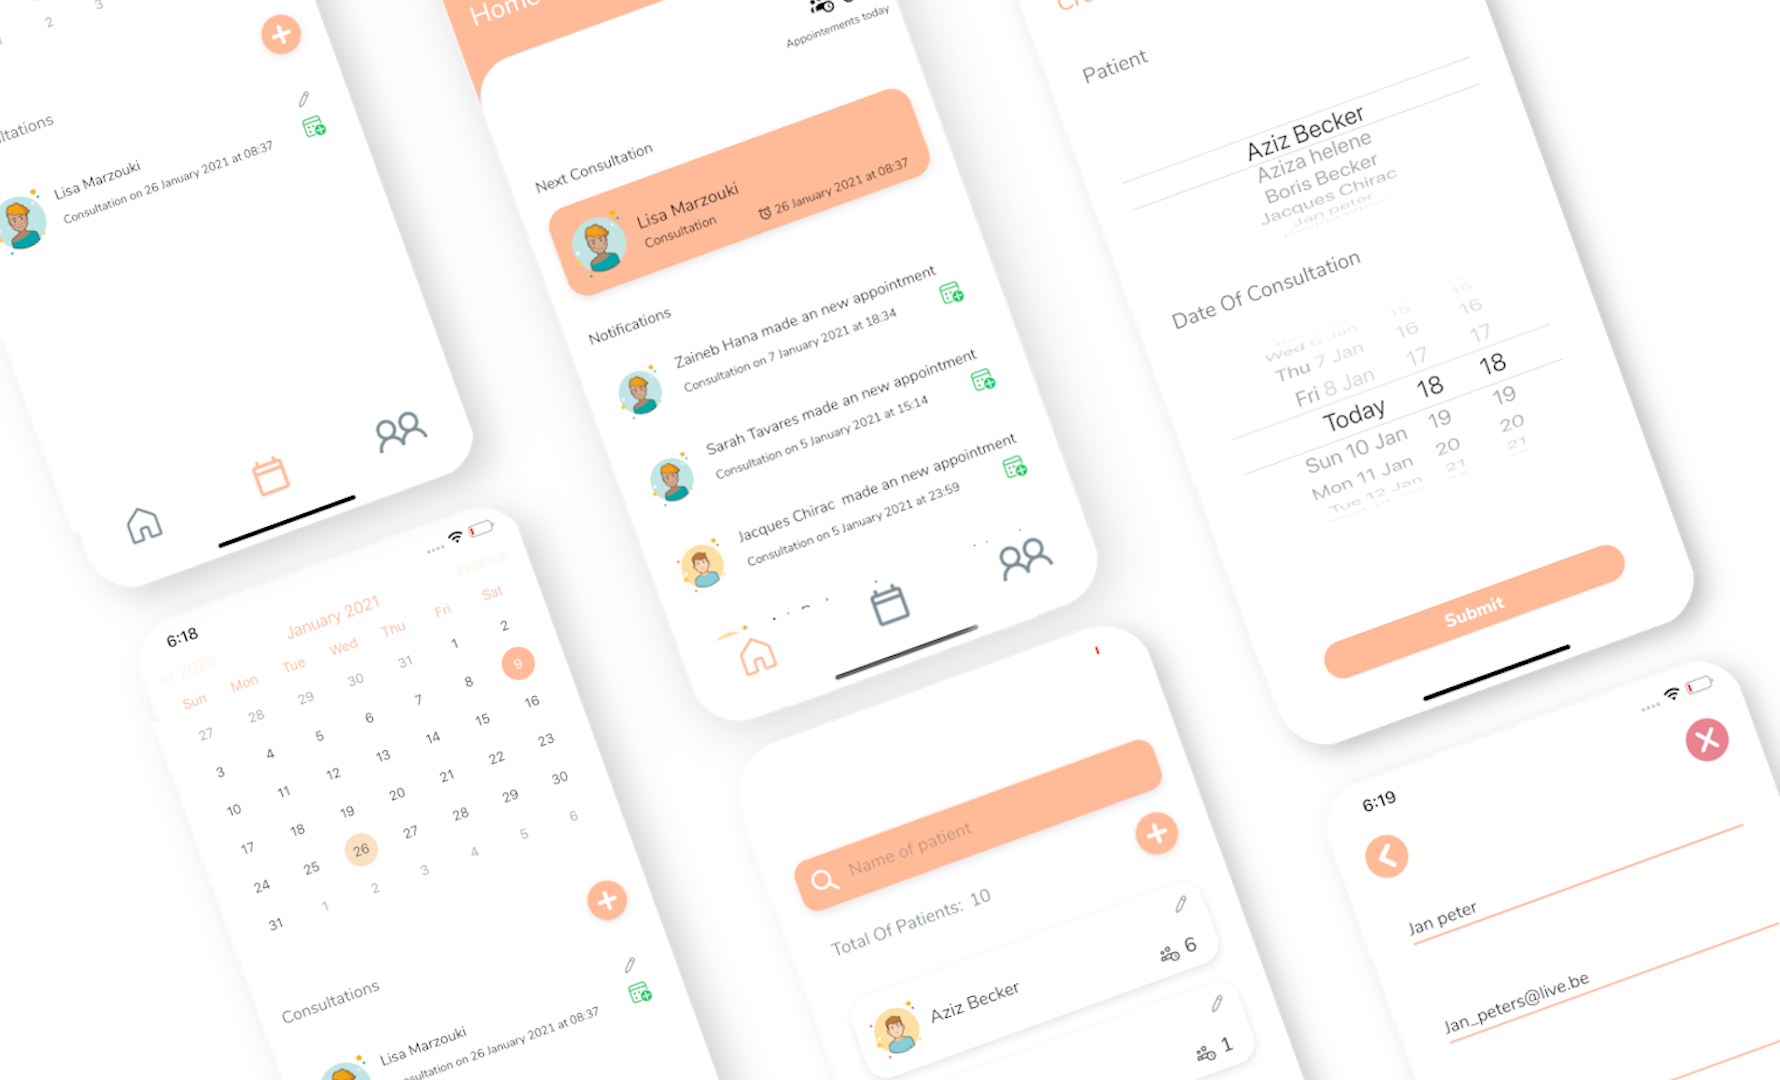 2
3
ltations
Lisa Marzouki
Consultation on 26 January 2021 at 08:37
Home
Appointements today
Next Consultation
Lisa Marzouki
Consultation
26 January 2021 at 08:37
Notifications
Zaineb Hana made an new appointment
Consultation on 7 January 2021 at 18:34
Sarah Tavares made an new appointment
Consultation on 5 January 2021 at 15:14
Jacques Chirac made an new appointment
Consultation on 5 January 2021 at 23:59
Patient
Aziz Becker
Aziza helene
Boris Becker
Jacques Chirac
Jan peter
Date Of Consultation
15 15
Wed 6 Jan 16 16
Thu 7 Jan 17 17
Fri 8 Jan
Today 18 18
Sun 10 Jan 19 19
Mon 11 Jan 20 20
Tue 12 Jan 21 21
Submit
6:18
er 2020
January 2021
Februa
Sun Mon Tue Wed Thu Fri Sat
27 28 29 30 31 1 2
3 4 5 6 7 8 9
10 11 12 13 14 15 16
17 18 19 20 21 22 23
24 25 26 27 28 29 30
31 1 2 3 4 5 6
Consultations
Lisa Marzouki
nsultation on 26 January 2021 at 08:37
Name of patient
Total Of Patients: 10
6
Aziz Becker
1
6:19
Jan peter
Jan_peters@live.be